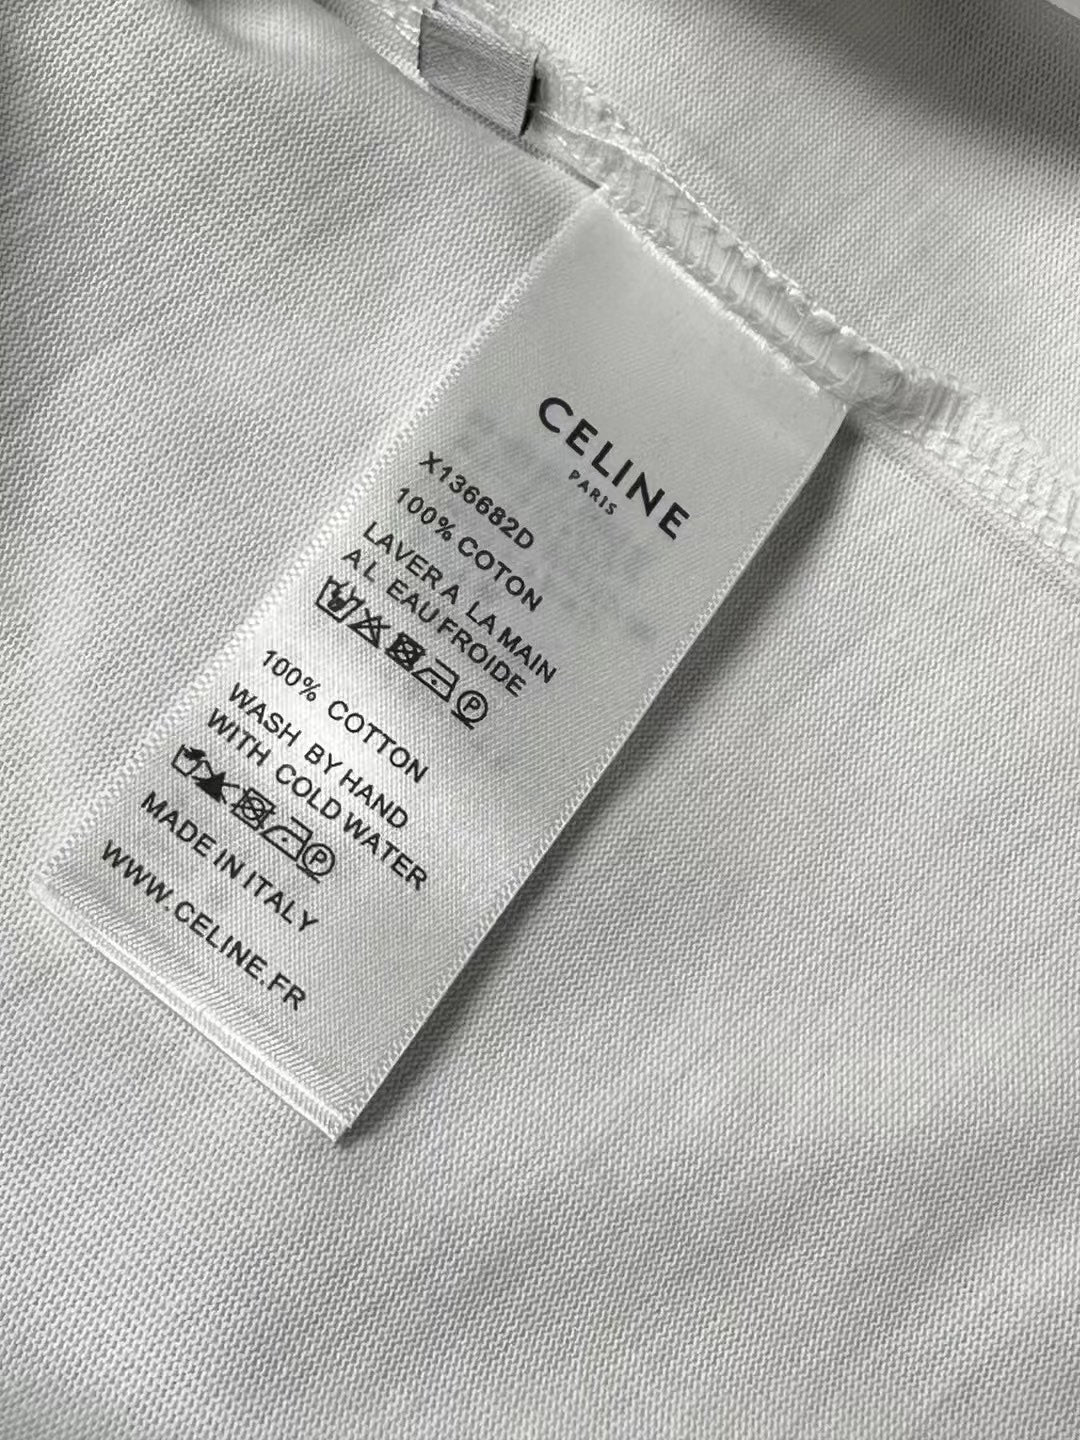 CELINE
PARIS
X136682D
100% COTON
LAVER A LA MAIN
A L EAU FROIDE
P
100% COTTON
WASH BY HAND
WITH COLD WATER
P
MADE IN ITALY
WWW.CELINE.FR